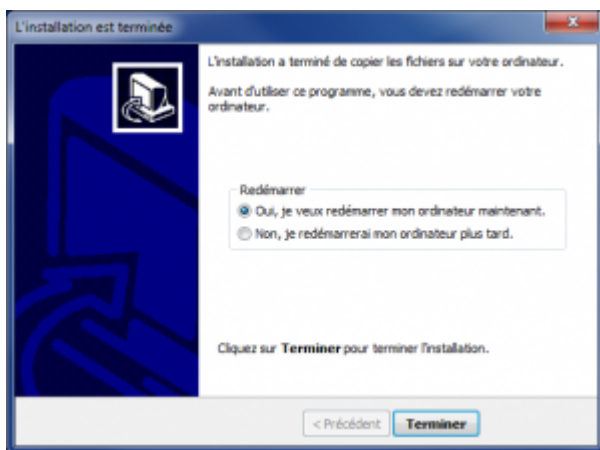 L'installation est terminée
L'installation a terminé de copier les fichiers sur votre ordinateur.
Avant d'utiliser ce programme, vous devez redémarrer votre
ordinateur.
Redémarrer
Oui, je veux redémarrer mon ordinateur maintenant.
Non, je redémarrerai mon ordinateur plus tard.
Cliquez sur Terminer pour terminer l'installation.
< Précédent
Terminer